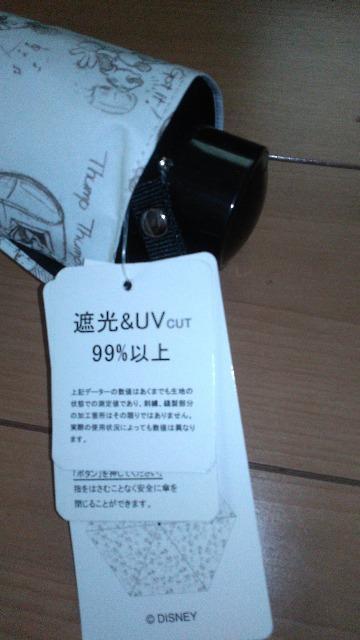 Get it!
Thump Thump
遮光&UVCUT
99%以上
上記データーの数値はあくまでも生地の
状態での測定値であり、刺繍、縫製部分
の加工箇所はその限りではありません。
実際の使用状況によっても数値は異なり
ます。
「ボタン」を押してください。
指をはさむことなく安全に傘を
閉じることができます。
© DISNEY